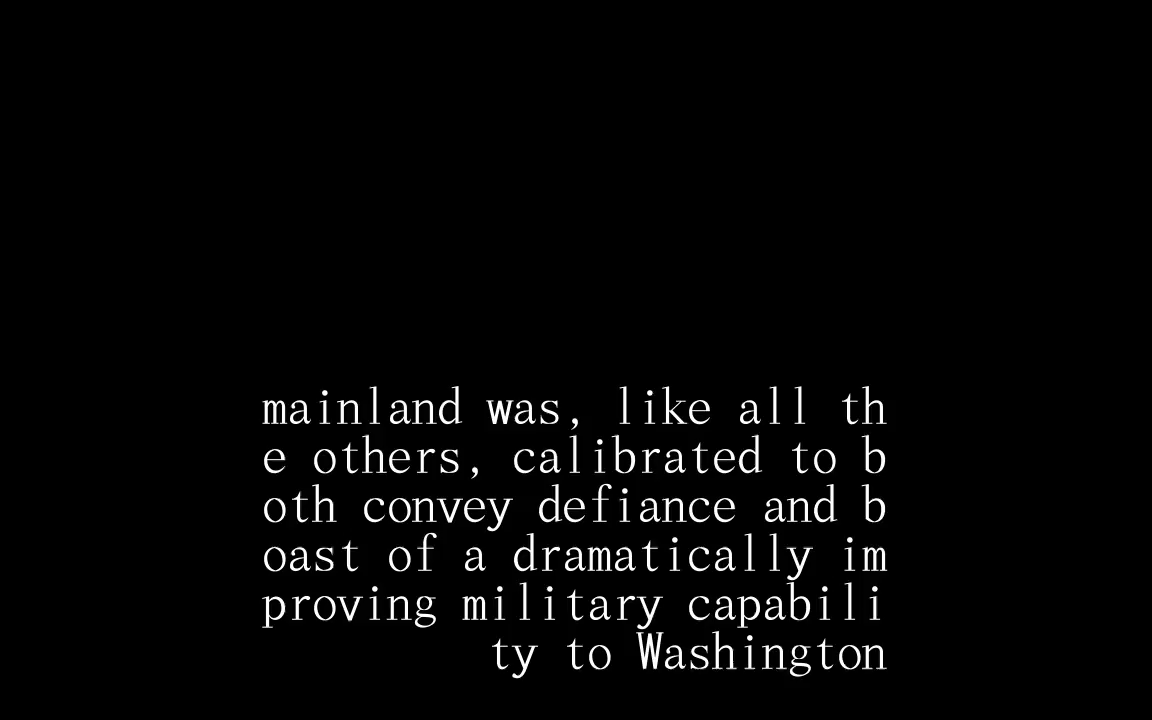 mainland was, like all th
e others, calibrated to b
oth convey defiance and b
oast of a dramatically im
proving military capabili
ty to Washington